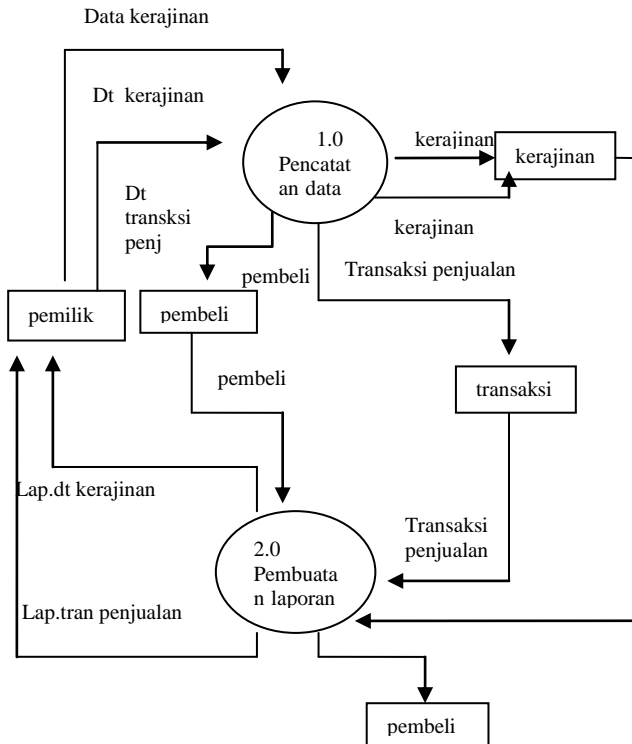 Data kerajinan
Dt kerajinan
1.0
Pencatat
an data
kerajinan
kerajinan
Dt
transksi
penj
kerajinan
pembeli
Transaksi penjualan
pemilik
pembeli
pembeli
transaksi
Lap.dt kerajinan
Transaksi
penjualan
2.0
Pembuata
n laporan
Lap.tran penjualan
pembeli